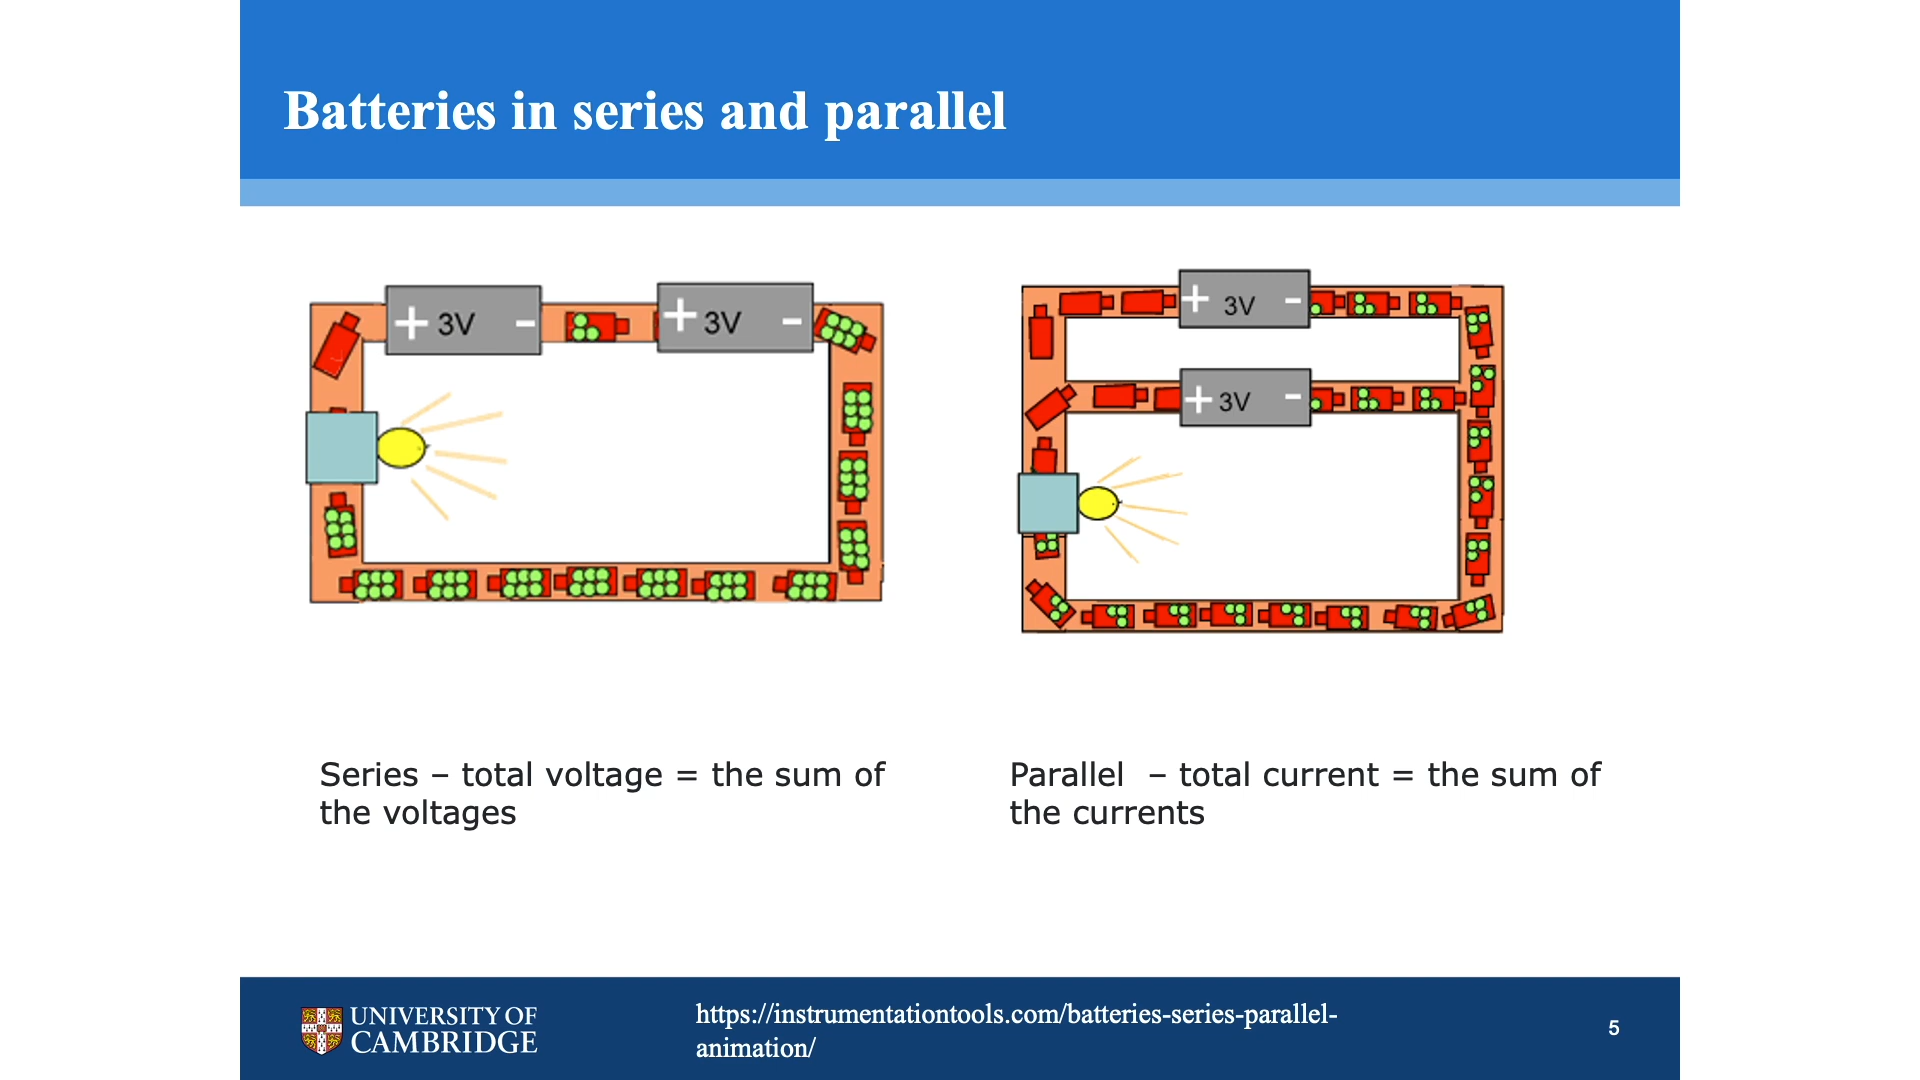 Batteries in series and parallel
+ 3V -
+ 3V -
+ 3V -
+ 3V -
Series – total voltage = the sum of
the voltages
Parallel  – total current = the sum of
the currents
UNIVERSITY OF
CAMBRIDGE
https://instrumentationtools.com/batteries-series-parallel-
animation/
5